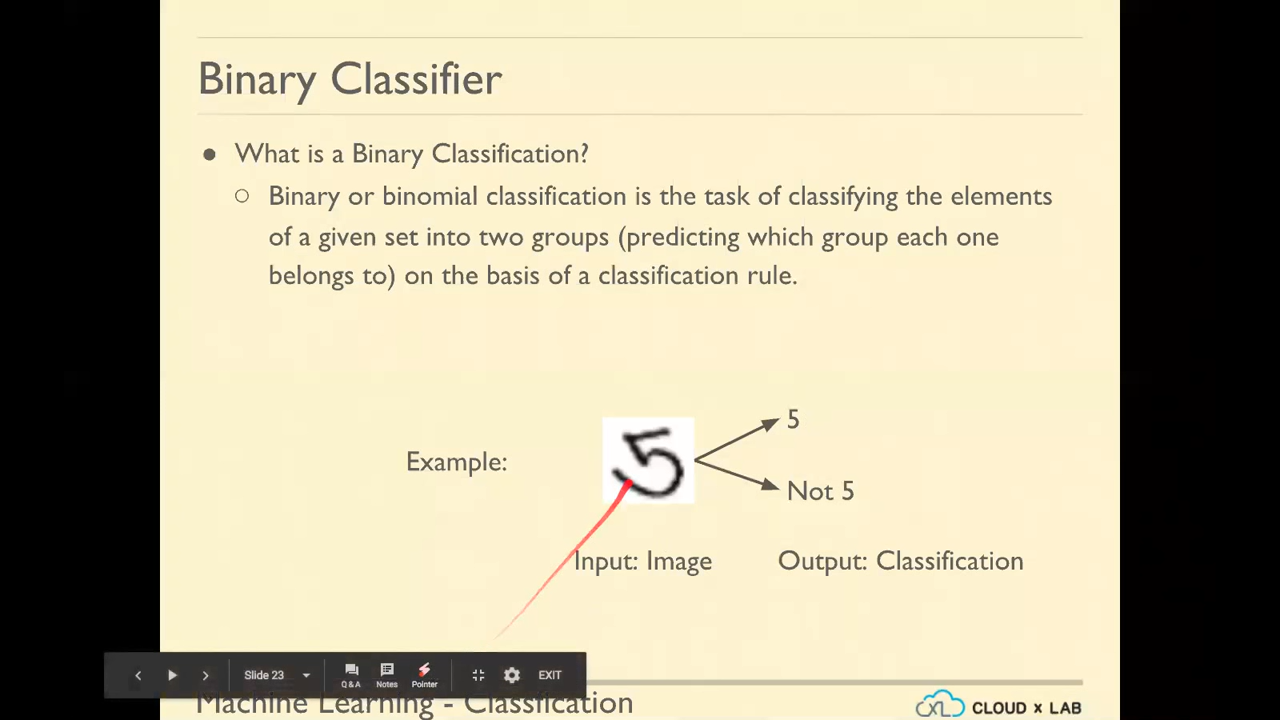 Binary Classifier
● What is a Binary Classification?
○ Binary or binomial classification is the task of classifying the elements
of a given set into two groups (predicting which group each one
belongs to) on the basis of a classification rule.
5
Example:
5
Not 5
Input: Image
Output: Classification
Slide 23
Q & A
Notes
Pointer
EXIT
Machine Learning - Classfication
XL CLOUD x LAB